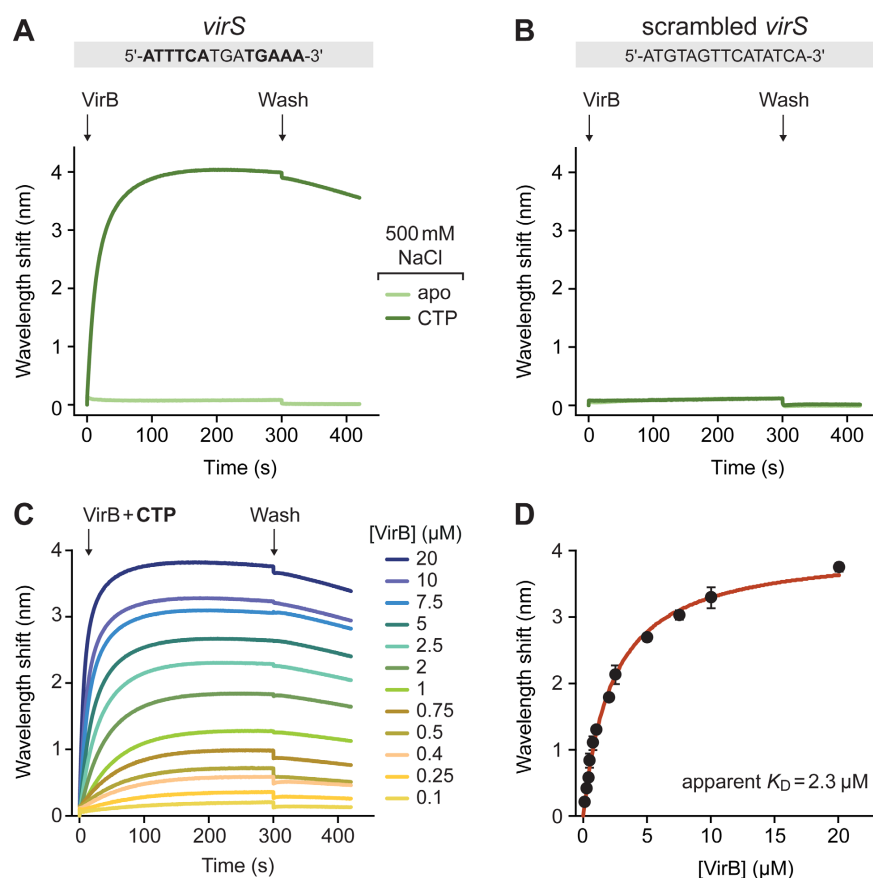 A
virS
5'-ATTTCATGATGAAA-3'
VirB
Wash
Wavelength shift (nm)
4
3
2
1
0
0
100
200
300
400
Time (s)
500 mM
NaCl
apo
CTP
B
scrambled virS
5'-ATGTAGTTCATATCA-3'
VirB
Wash
Wavelength shift (nm)
4
3
2
1
0
0
100
200
300
400
Time (s)
C
VirB + CTP
Wash
[VirB] (µM)
Wavelength shift (nm)
4
3
2
1
0
0
100
200
300
400
Time (s)
20
10
7.5
5
2.5
2
1
0.75
0.5
0.4
0.25
0.1
D
Wavelength shift (nm)
4
3
2
1
0
0
5
10
15
20
[VirB] (µM)
apparent KD = 2.3 µM